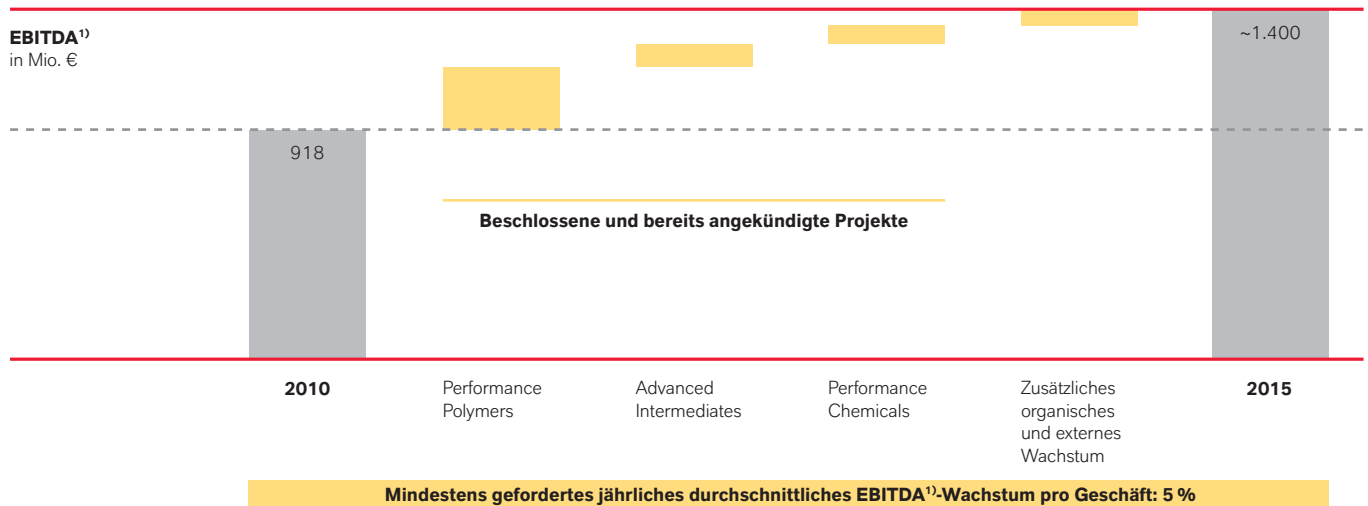 EBITDA¹⁾
in Mio. €
~1.400
918
Beschlossene und bereits angekündigte Projekte
2010
Performance
Polymers
Advanced
Intermediates
Performance
Chemicals
Zusätzliches
organisches
und externes
Wachstum
2015
Mindestens gefordertes jährliches durchschnittliches EBITDA¹⁾-Wachstum pro Geschäft: 5 %